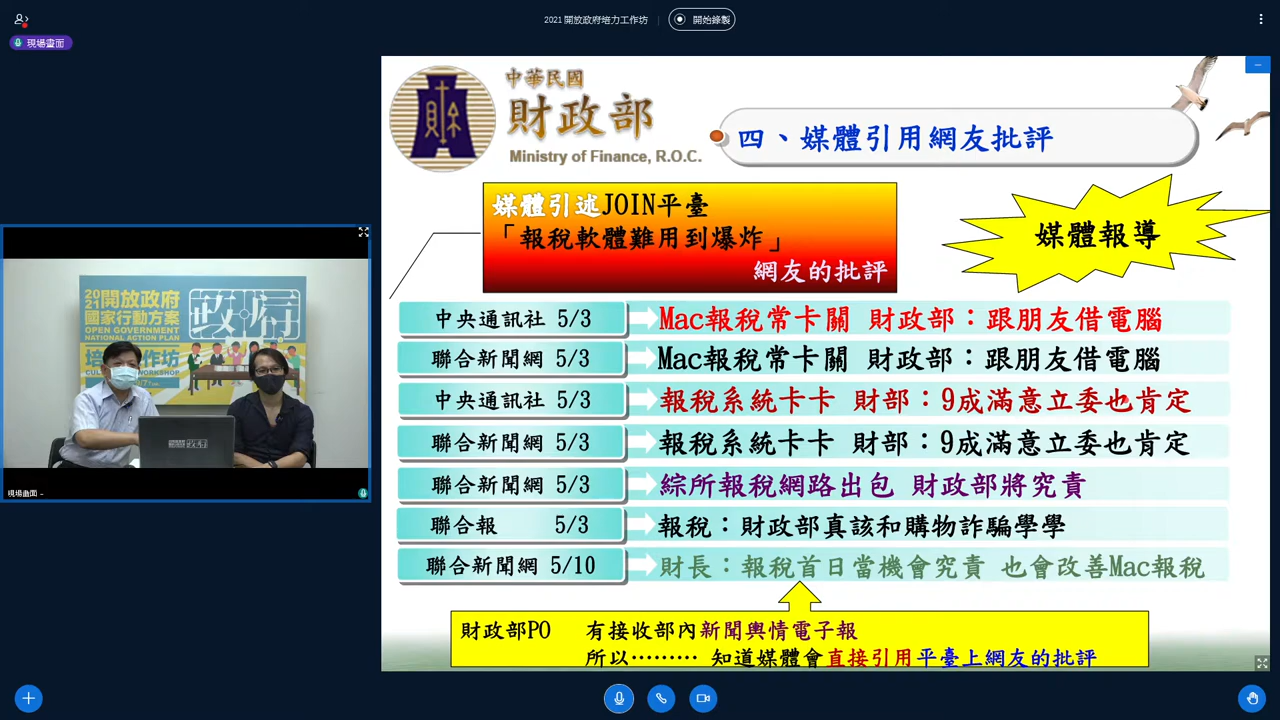 2021 開放政府培力工作坊
開始錄製
現場畫面
中華民國
財政部
Ministry of Finance, R.O.C.
四、媒體引用網友批評
媒體引述JOIN平臺
「報稅軟體難用到爆炸」
網友的批評
媒體報導
中央通訊社 5/3 Mac報稅常卡關 財政部：跟朋友借電腦
聯合新聞網 5/3 Mac報稅常卡關 財政部：跟朋友借電腦
中央通訊社 5/3 報稅系統卡卡 財部：9成滿意立委也肯定
聯合新聞網 5/3 報稅系統卡卡 財部：9成滿意立委也肯定
聯合新聞網 5/3 綜所報稅網路出包 財政部將究責
聯合報 5/3 報稅：財政部真該和購物詐騙學學
聯合新聞網 5/10 財長：報稅首日當機會究責 也會改善Mac報稅
財政部PO 有接收部內新聞輿情電子報
所以……… 知道媒體會直接引用平臺上網友的批評
2021開放政府
國家行動方案
OPEN GOVERNMENT
NATIONAL ACTION PLAN
現場畫面 -